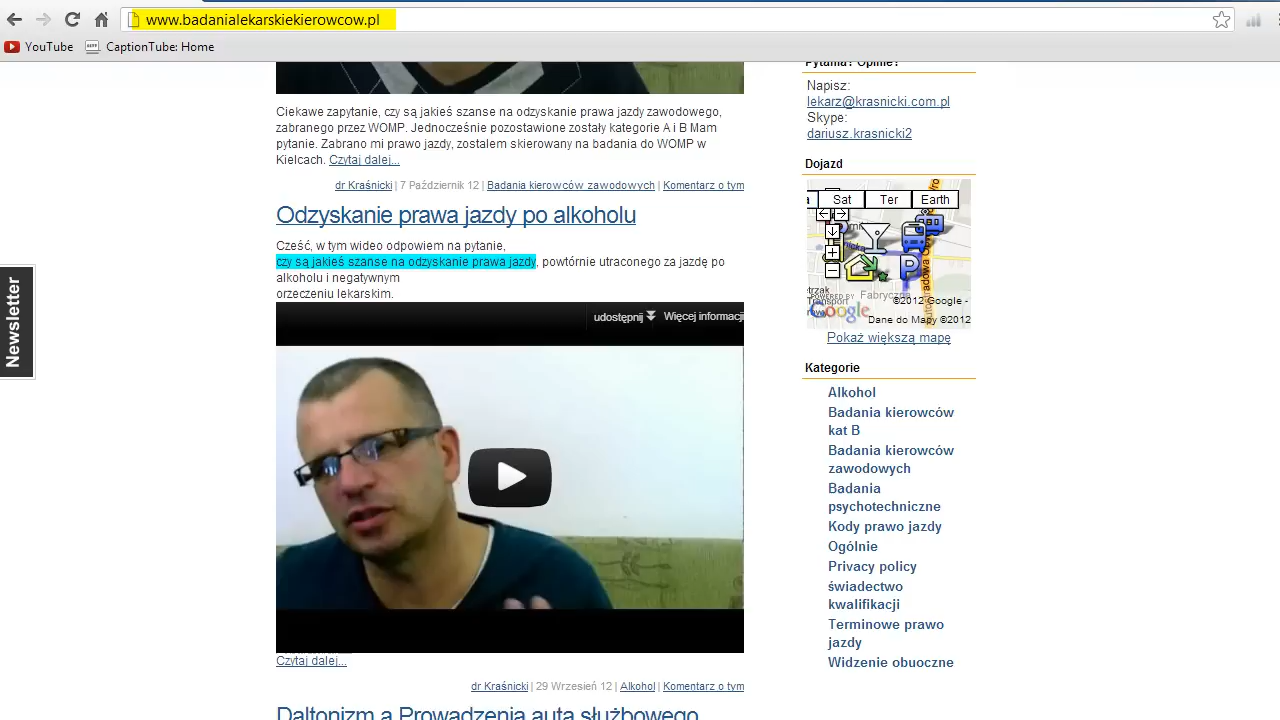 www.badanialekarskiekierowcow.pl
YouTube
CaptionTube: Home
Ciekawe zapytanie, czy są jakieś szanse na odzyskanie prawa jazdy zawodowego,
zabranego przez WOMP. Jednocześnie pozostawione zostały kategorie A i B Mam
pytanie. Zabrano mi prawo jazdy, zostalem skierowany na badania do WOMP w
Kielcach. Czytaj dalej...
dr Kraśnicki | 7 Październik 12 | Badania kierowców zawodowych | Komentarz o tym
Odzyskanie prawa jazdy po alkoholu
Cześć, w tym wideo odpowiem na pytanie,
czy są jakieś szanse na odzyskanie prawa jazdy, powtórnie utraconego za jazdę po
alkoholu i negatywnym
orzeczeniu lekarskim.
udostępnij Więcej informacji
Czytaj dalej...
dr Kraśnicki | 29 Wrzesień 12 | Alkohol | Komentarz o tym
Daltonizm a Prowadzenia auta służbowego
Newsletter
Pytania? Opinie?
Napisz:
lekarz@krasnicki.com.pl
Skype:
dariusz.krasnicki2
Dojazd
Sat Ter Earth
POWERED BY
Google
Fabryczna
©2012 Google -
Dane do Mapy ©2012
Pokaż większą mapę
Kategorie
Alkohol
Badania kierowców
kat B
Badania kierowców
zawodowych
Badania
psychotechniczne
Kody prawo jazdy
Ogólnie
Privacy policy
świadectwo
kwalifikacji
Terminowe prawo
jazdy
Widzenie obuoczne